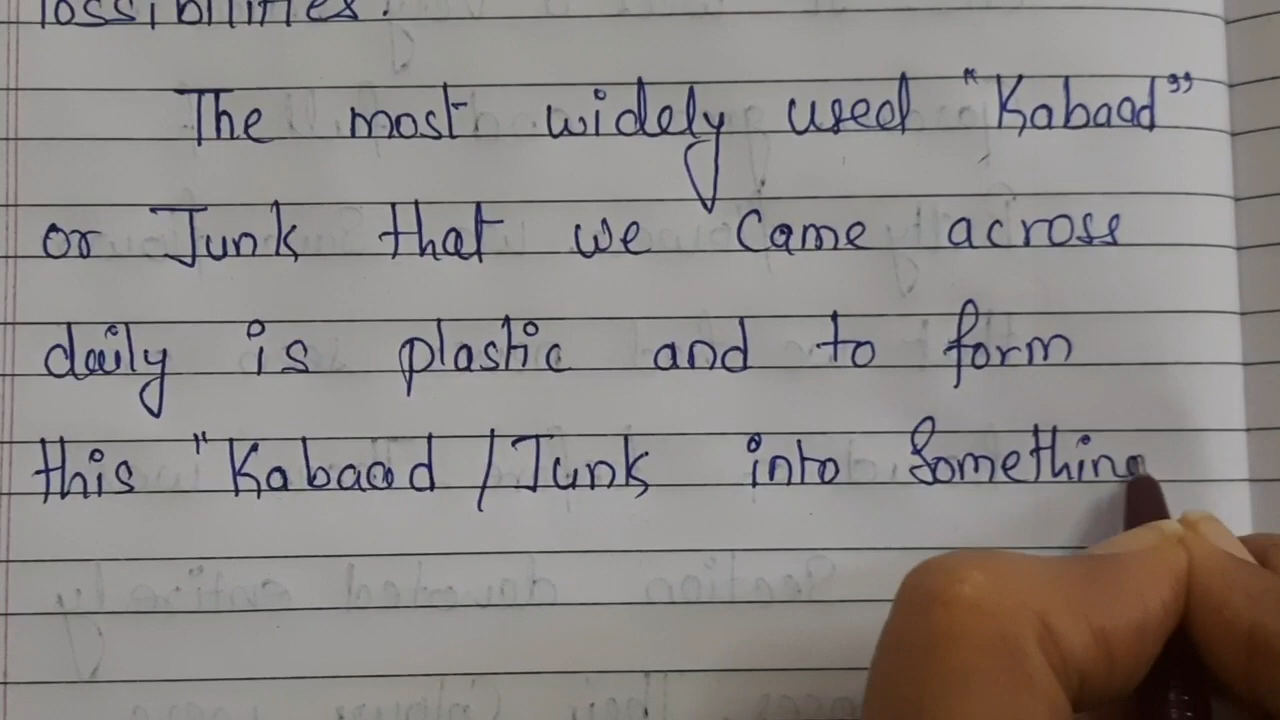 possibilities.
The most widely used "Kabaad"
or Junk that we came across
daily is plastic and to form
this "Kabaad / Junk into Something